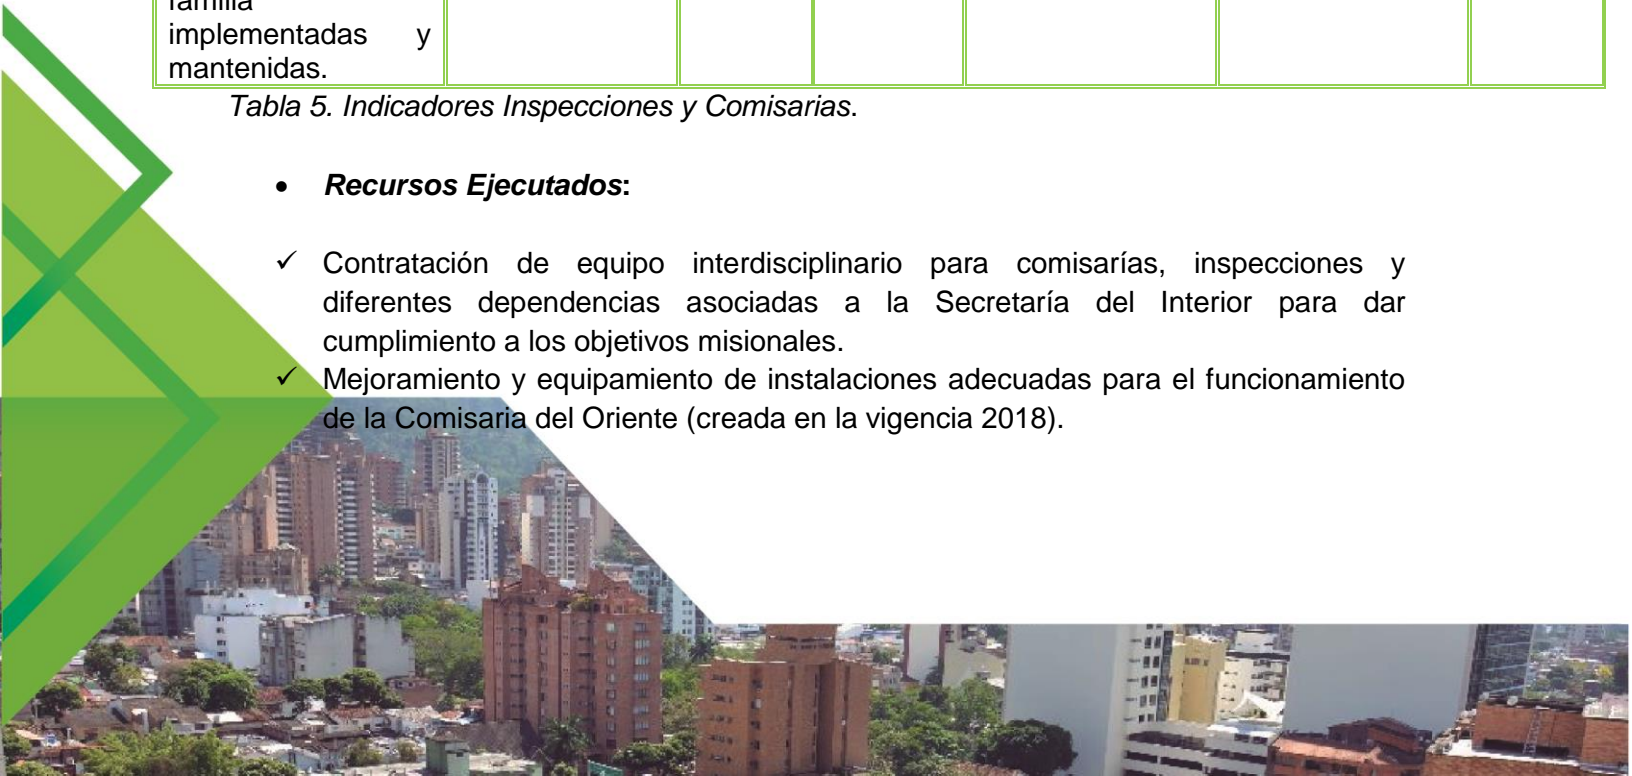 familia
implementadas y
mantenidas.
Tabla 5. Indicadores Inspecciones y Comisarias.
• Recursos Ejecutados:
✓ Contratación de equipo interdisciplinario para comisarías, inspecciones y
diferentes dependencias asociadas a la Secretaría del Interior para dar
cumplimiento a los objetivos misionales.
✓ Mejoramiento y equipamiento de instalaciones adecuadas para el funcionamiento
de la Comisaria del Oriente (creada en la vigencia 2018).